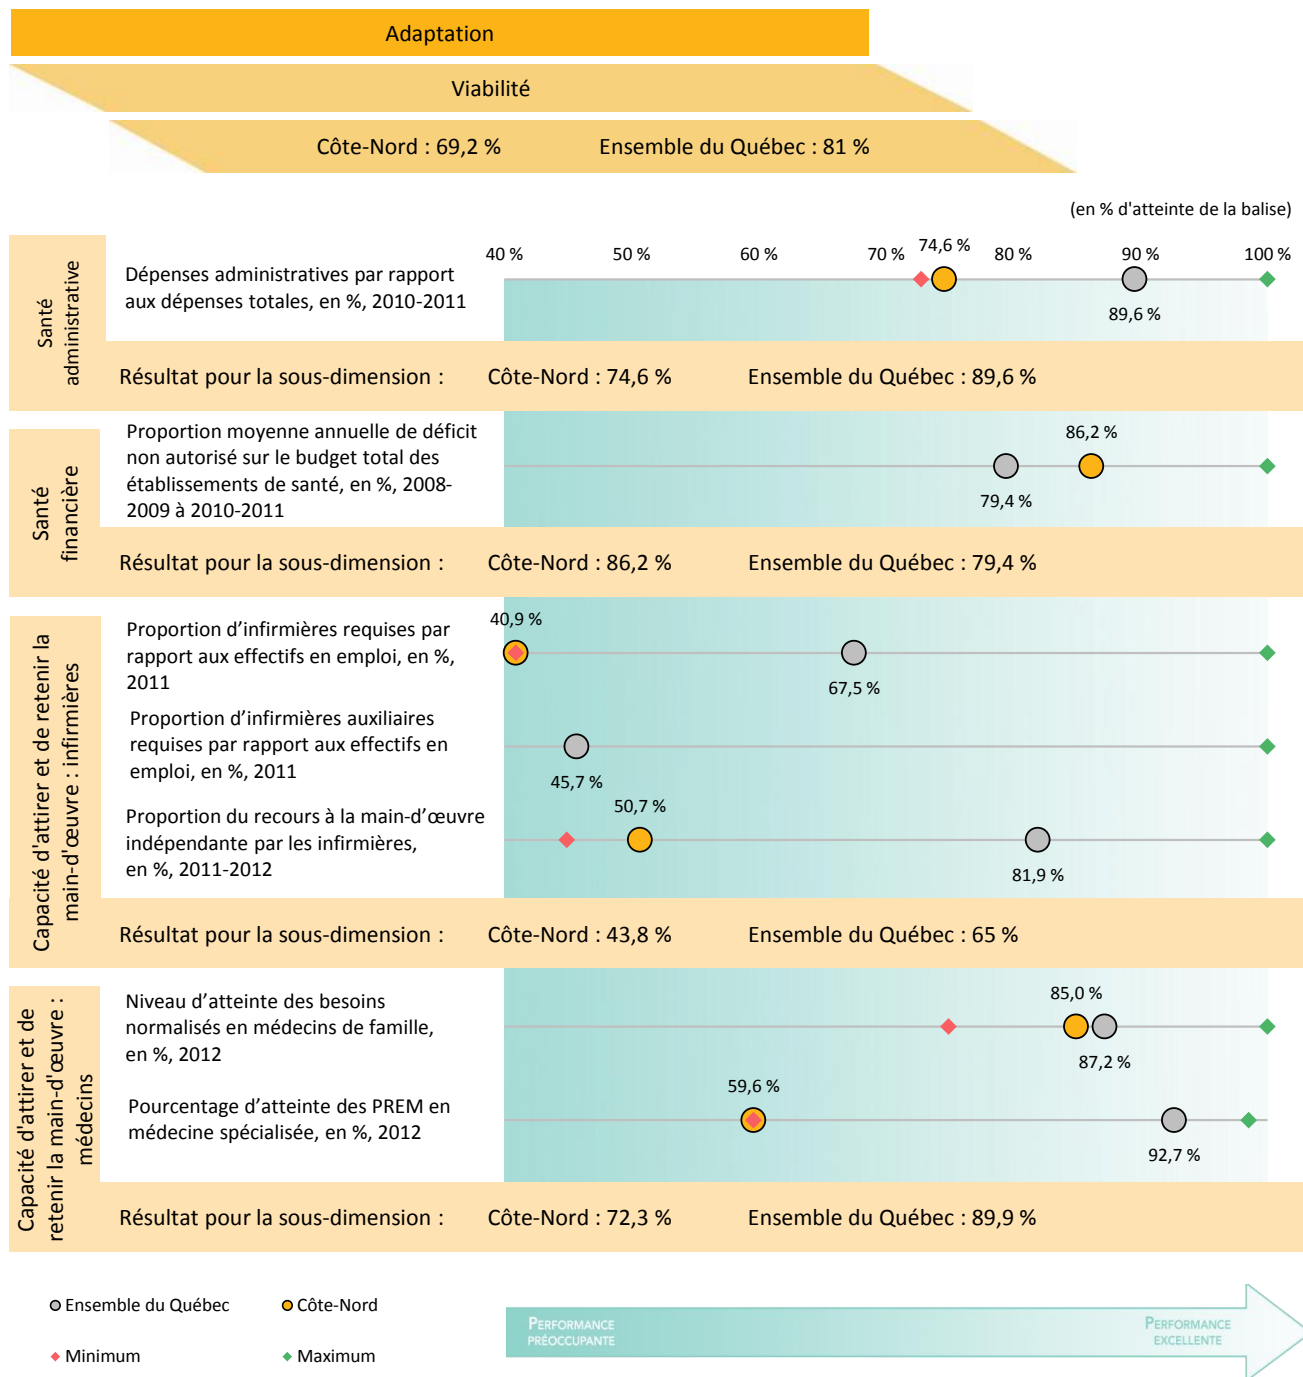 Adaptation
Viabilité
Côte-Nord : 69,2 % Ensemble du Québec : 81 %
(en % d'atteinte de la balise)
40 % 50 % 60 % 70 % 80 % 90 % 100 %
Santé
administrative
Dépenses administratives par rapport
aux dépenses totales, en %, 2010-2011
74,6 %
89,6 %
Résultat pour la sous-dimension : Côte-Nord : 74,6 % Ensemble du Québec : 89,6 %
Santé
financière
Proportion moyenne annuelle de déficit
non autorisé sur le budget total des
établissements de santé, en %, 2008-
2009 à 2010-2011
86,2 %
79,4 %
Résultat pour la sous-dimension : Côte-Nord : 86,2 % Ensemble du Québec : 79,4 %
Capacité d'attirer et de retenir la
main-d'œuvre : infirmières
Proportion d’infirmières requises par
rapport aux effectifs en emploi, en %,
2011
40,9 %
67,5 %
Proportion d’infirmières auxiliaires
requises par rapport aux effectifs en
emploi, en %, 2011
45,7 %
Proportion du recours à la main-d’œuvre
indépendante par les infirmières,
en %, 2011-2012
50,7 %
81,9 %
Résultat pour la sous-dimension : Côte-Nord : 43,8 % Ensemble du Québec : 65 %
Capacité d'attirer et de
retenir la main-d'œuvre :
médecins
Niveau d’atteinte des besoins
normalisés en médecins de famille,
en %, 2012
85,0 %
87,2 %
Pourcentage d’atteinte des PREM en
médecine spécialisée, en %, 2012
59,6 %
92,7 %
Résultat pour la sous-dimension : Côte-Nord : 72,3 % Ensemble du Québec : 89,9 %
Ensemble du Québec Côte-Nord
Minimum Maximum
PERFORMANCE
PRÉOCCUPANTE
PERFORMANCE
EXCELLENTE